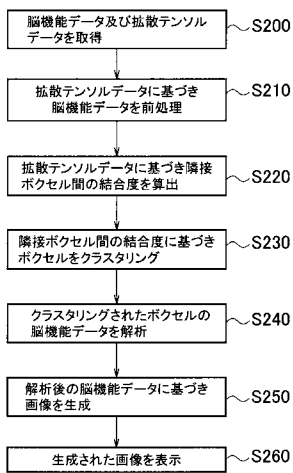 脳機能データ及び拡散テンソル
データを取得
S200
拡散テンソルデータに基づき
脳機能データを前処理
S210
拡散テンソルデータに基づき隣接
ボクセル間の結合度を算出
S220
隣接ボクセル間の結合度に基づき
ボクセルをクラスタリング
S230
クラスタリングされたボクセルの
脳機能データを解析
S240
解析後の脳機能データに基づき
画像を生成
S250
生成された画像を表示
S260